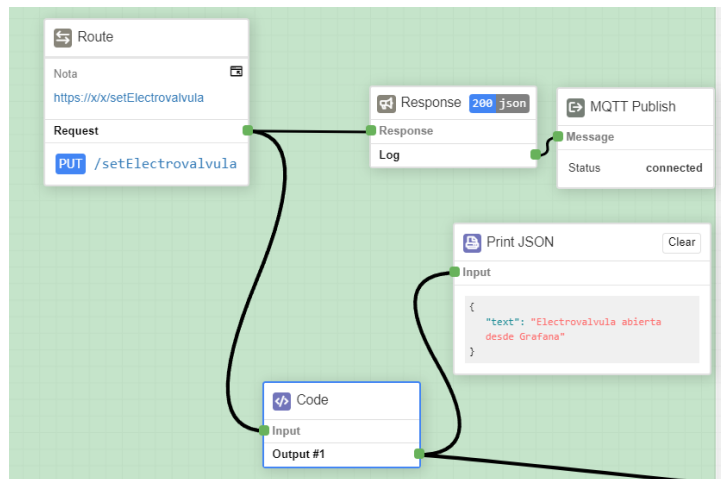 Route
Nota
https://x/x/setElectrovalvula
Request
PUT /setElectrovalvula
Response 200 json
Response
Log
MQTT Publish
Message
Status connected
Print JSON Clear
Input
{
"text": "Electrovalvula abierta
desde Grafana"
}
Code
Input
Output #1